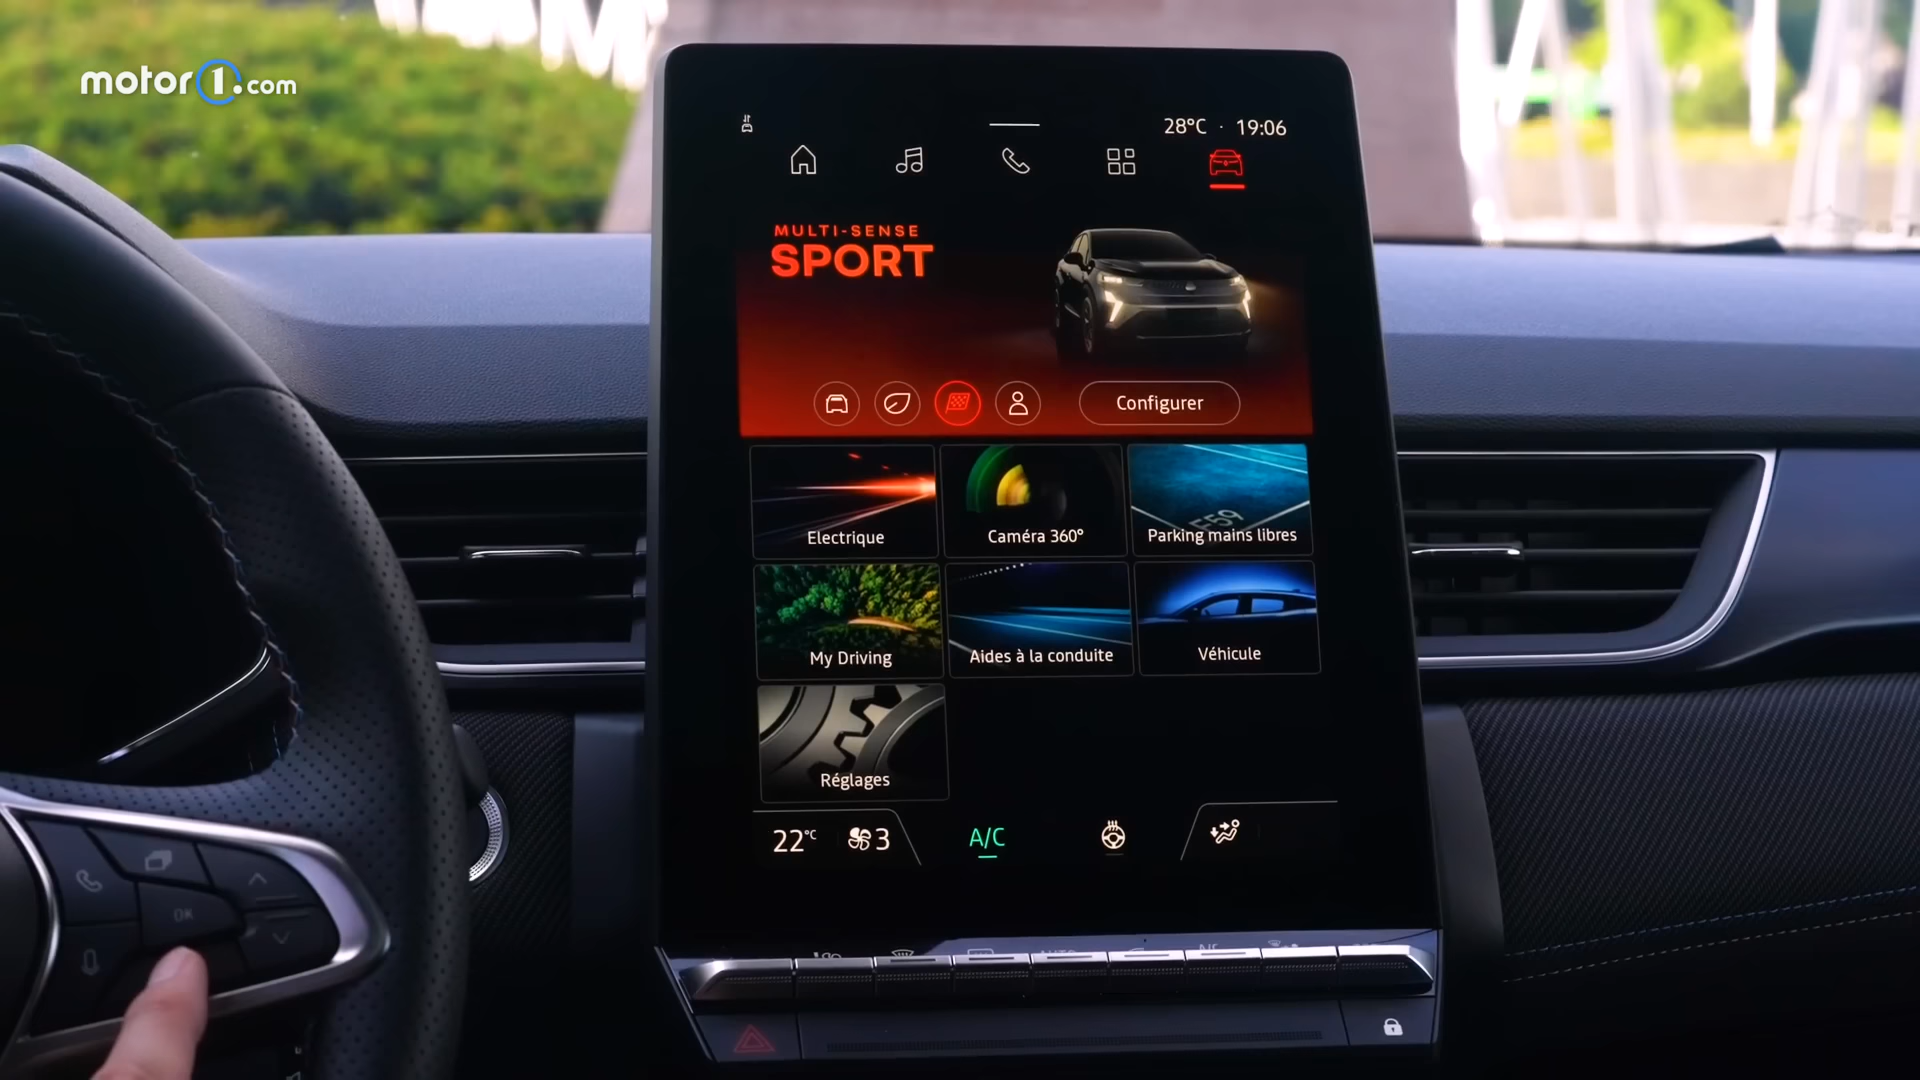 motor1.com
28°C · 19:06
MULTI-SENSE
SPORT
Configurer
Electrique
Caméra 360°
Parking mains libres
My Driving
Aides à la conduite
Véhicule
Réglages
22°C 3 A/C
OK